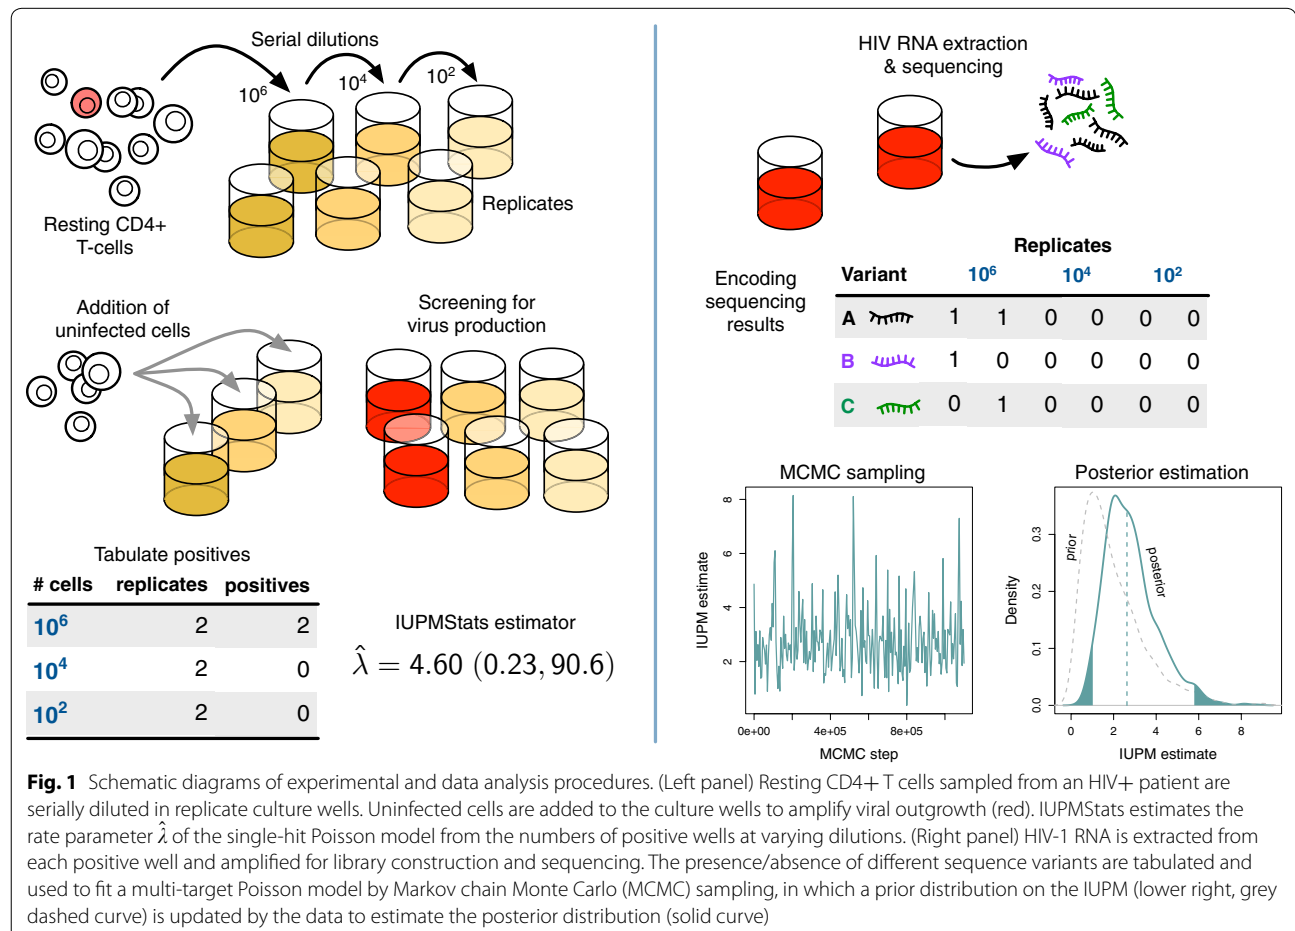 Serial dilutions
10⁶
10⁴
10²
Resting CD4+
T-cells
Replicates
Addition of
uninfected cells
Screening for
virus production
Tabulate positives
# cells replicates positives
10⁶ 2 2
10⁴ 2 0
10² 2 0
IUPMStats estimator
λ̂ = 4.60 (0.23, 90.6)
HIV RNA extraction
& sequencing
Encoding
sequencing
results
Replicates
Variant 10⁶ 10⁴ 10²
A 1 1 0 0 0 0
B 1 0 0 0 0 0
C 0 1 0 0 0 0
MCMC sampling
IUPM estimate
8
6
4
2
0e+00 4e+05 8e+05
MCMC step
Posterior estimation
Density
0.3
0.2
0.1
0.0
prior
posterior
0 2 4 6 8
IUPM estimate
Fig. 1 Schematic diagrams of experimental and data analysis procedures. (Left panel) Resting CD4+ T cells sampled from an HIV+ patient are
serially diluted in replicate culture wells. Uninfected cells are added to the culture wells to amplify viral outgrowth (red). IUPMStats estimates the
rate parameter λ̂ of the single-hit Poisson model from the numbers of positive wells at varying dilutions. (Right panel) HIV-1 RNA is extracted from
each positive well and amplified for library construction and sequencing. The presence/absence of different sequence variants are tabulated and
used to fit a multi-target Poisson model by Markov chain Monte Carlo (MCMC) sampling, in which a prior distribution on the IUPM (lower right, grey
dashed curve) is updated by the data to estimate the posterior distribution (solid curve)